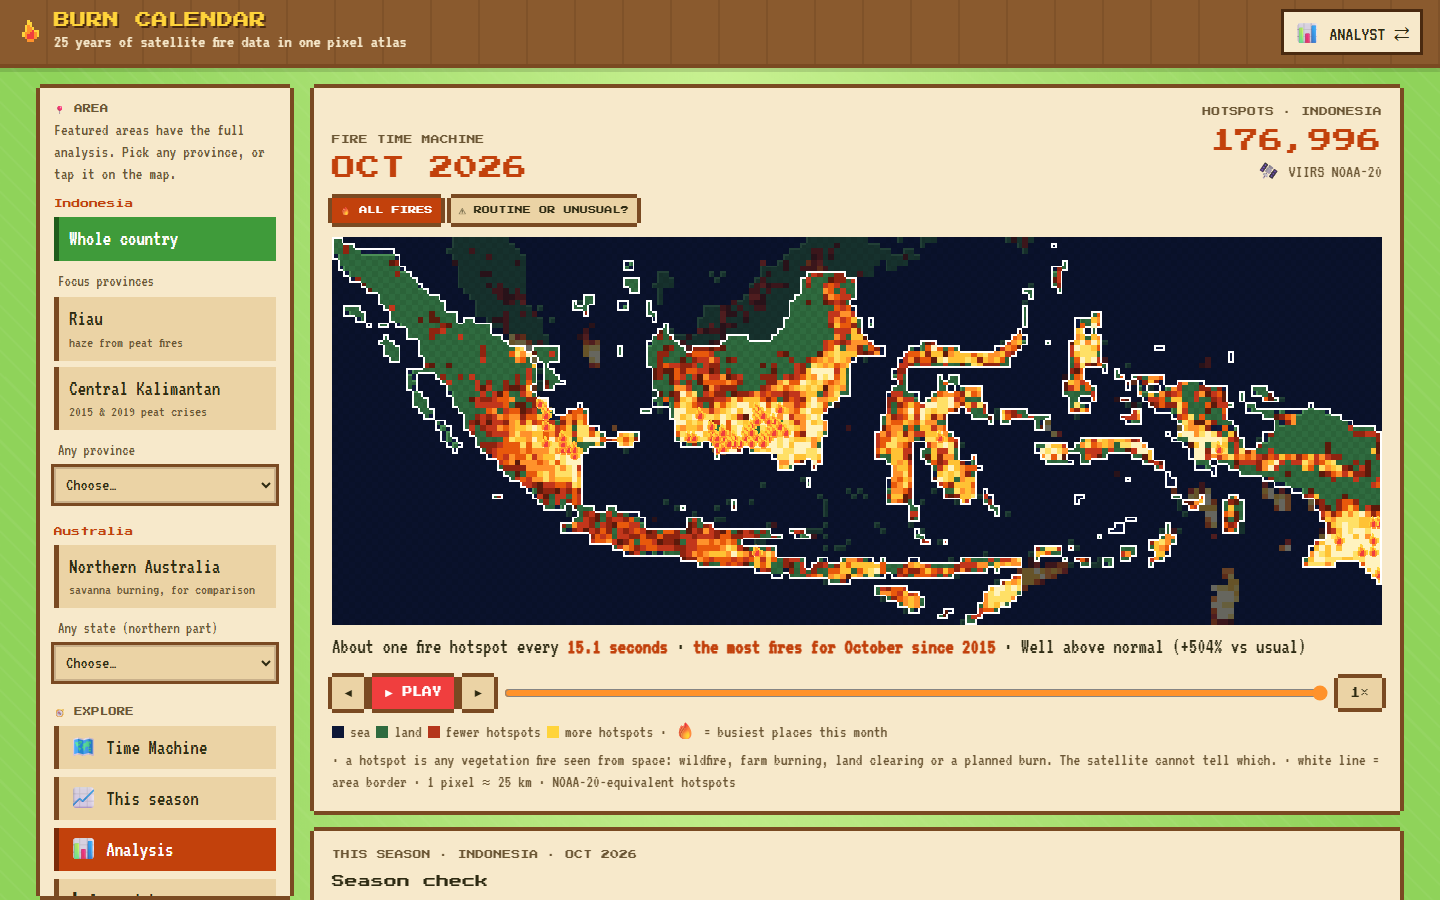 BURN CALENDAR
25 years of satellite fire data in one pixel atlas
ANALYST ⇄
AREA
Featured areas have the full
analysis. Pick any province, or
tap it on the map.
Indonesia
Whole country
Focus provinces
Riau
haze from peat fires
Central Kalimantan
2015 & 2019 peat crises
Any province
Choose…
Australia
Northern Australia
savanna burning, for comparison
Any state (northern part)
Choose…
EXPLORE
Time Machine
This season
Analysis
FIRE TIME MACHINE
OCT 2026
HOTSPOTS · INDONESIA
176,996
VIIRS NOAA-20
ALL FIRES
⚠ ROUTINE OR UNUSUAL?
About one fire hotspot every 15.1 seconds · the most fires for October since 2015 · Well above normal (+504% vs usual)
◄ ► PLAY ► 1×
sea land fewer hotspots more hotspots · = busiest places this month
· a hotspot is any vegetation fire seen from space: wildfire, farm burning, land clearing or a planned burn. The satellite cannot tell which. · white line =
area border · 1 pixel ≈ 25 km · NOAA-20-equivalent hotspots
THIS SEASON · INDONESIA · OCT 2026
Season check